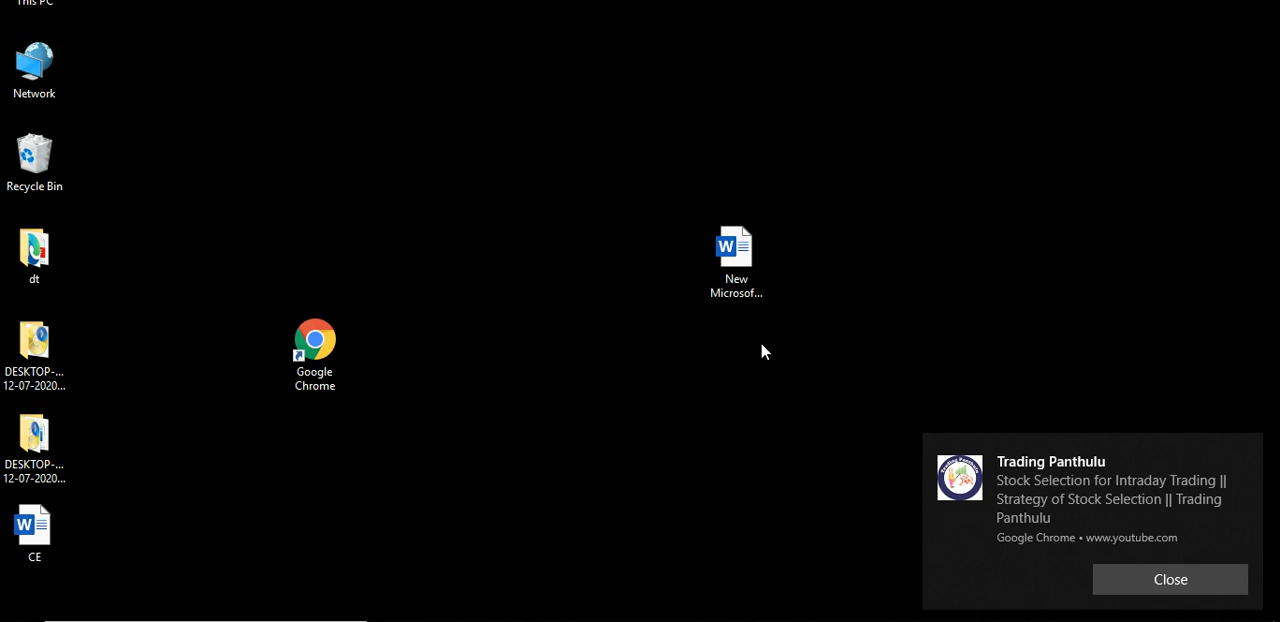 This PC
Network
Recycle Bin
dt
DESKTOP-...
12-07-2020...
DESKTOP-...
12-07-2020...
CE
Google
Chrome
New
Microsof...
Trading Panthulu
Stock Selection for Intraday Trading ||
Strategy of Stock Selection || Trading
Panthulu
Google Chrome • www.youtube.com
Close